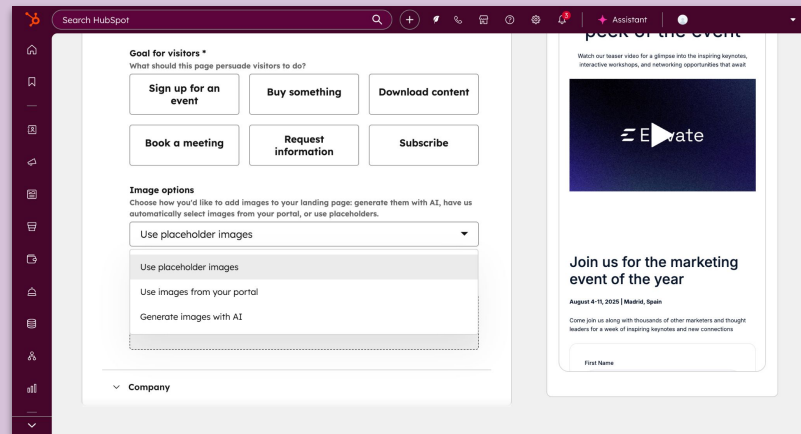 Search HubSpot
3
Assistant
Goal for visitors *
What should this page persuade visitors to do?
Sign up for an
event
Buy something
Download content
Book a meeting
Request
information
Subscribe
Image options
Choose how you'd like to add images to your landing page: generate them with AI, have us
automatically select images from your portal, or use placeholders.
Use placeholder images
Use placeholder images
Use images from your portal
Generate images with AI
Company
peek of the event
Watch our teaser video for a glimpse into the inspiring keynotes,
interactive workshops, and networking opportunities that await
Join us for the marketing
event of the year
August 4-11, 2025 | Madrid, Spain
Come join us along with thousands of other marketers and thought
leaders for a week of inspiring keynotes and new connections
First Name